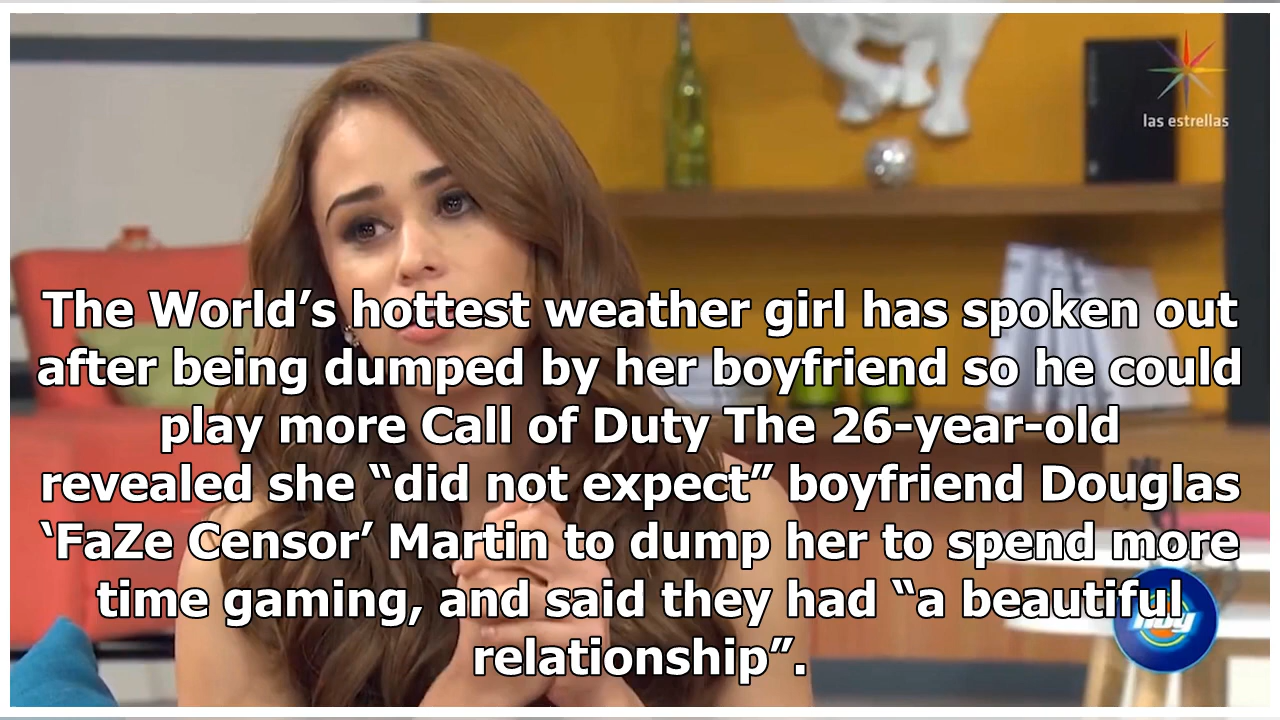 las estrellas
The World’s hottest weather girl has spoken out
after being dumped by her boyfriend so he could
play more Call of Duty The 26-year-old
revealed she “did not expect” boyfriend Douglas
‘FaZe Censor’ Martin to dump her to spend more
time gaming, and said they had “a beautiful
relationship”.
hoy